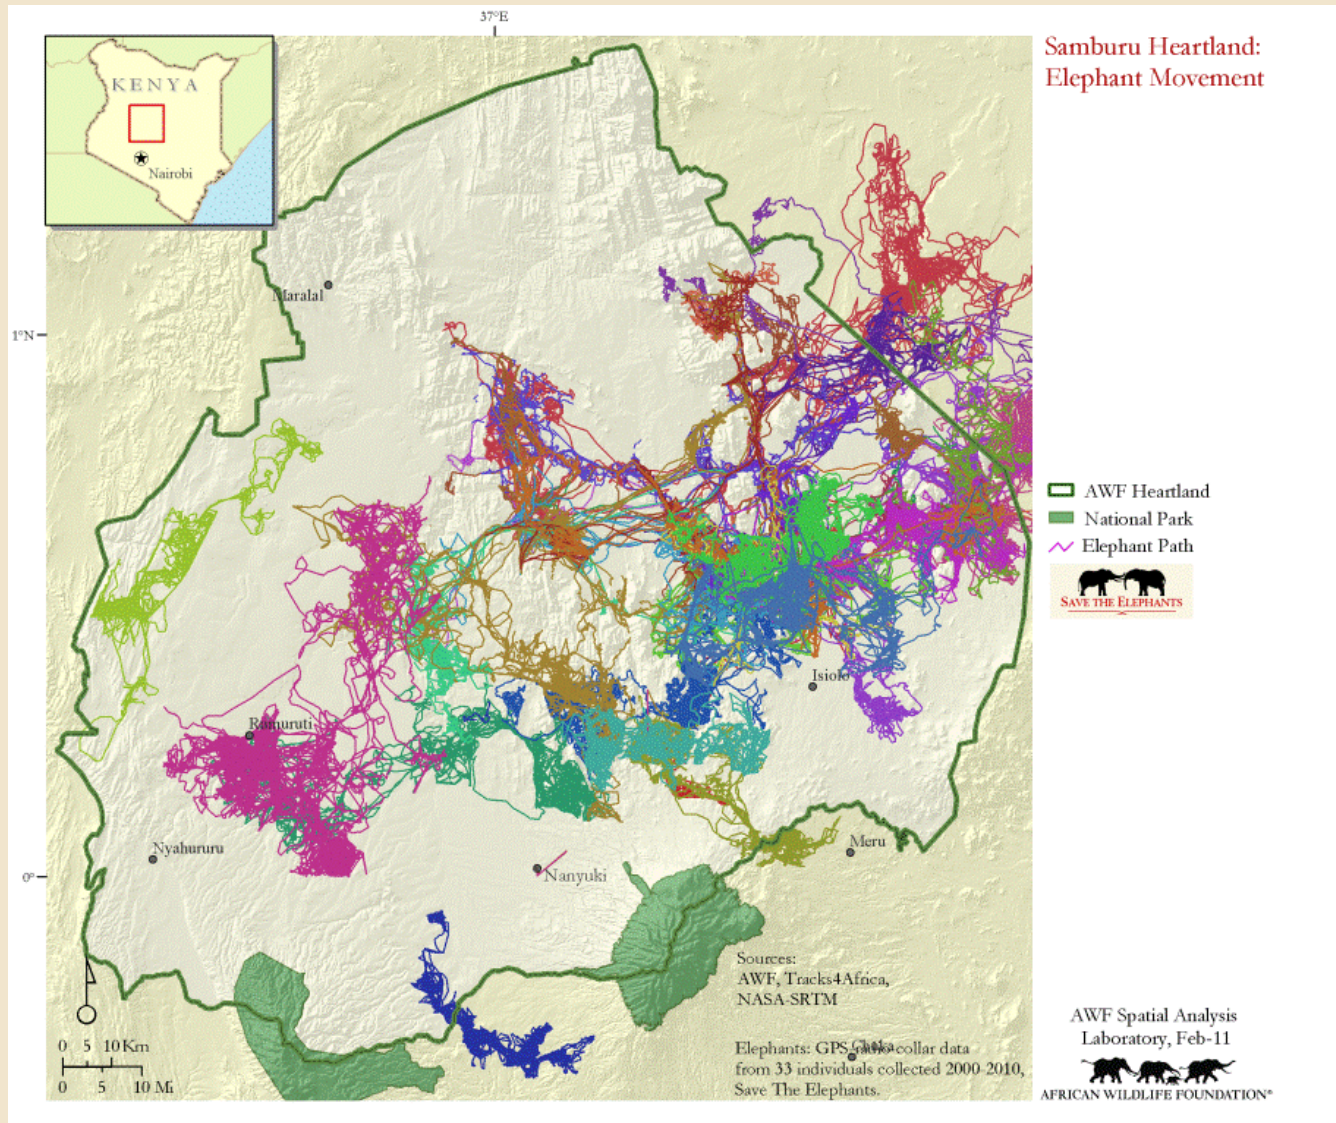 37°E
Samburu Heartland:
Elephant Movement
KENYA
Nairobi
Maralal
1°N
AWF Heartland
National Park
Elephant Path
SAVE THE ELEPHANTS
Isiolo
Rumuruti
Nyahururu
Meru
0°
Nanyuki
Sources:
AWF, Tracks4Africa,
NASA-SRTM
AWF Spatial Analysis
Laboratory, Feb-11
0 5 10 Km
0 5 10 Mi
Elephants: GPS radio-collar data
from 33 individuals collected 2000-2010,
Save The Elephants.
AFRICAN WILDLIFE FOUNDATION®